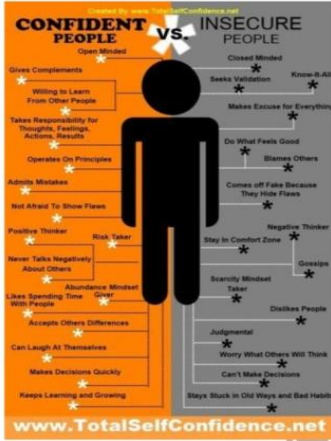 Created By: www.TotalSelfConfidence.net
CONFIDENT
PEOPLE
vs.
INSECURE
PEOPLE
Open Minded
Gives Complements
Willing to Learn
From Other People
Takes Responsibility for
Thoughts, Feelings,
Actions, Results
Operates On Principles
Admits Mistakes
Not Afraid To Show Flaws
Positive Thinker
Risk Taker
Never Talks Negatively
About Others
Abundance Mindset
Giver
Likes Spending Time
With People
Accepts Others Differences
Can Laugh At Themselves
Makes Decisions Quickly
Keeps Learning and Growing
Closed Minded
Know-It-All
Seeks Validation
Makes Excuse for Everything
Do What Feels Good
Blames Others
Comes off Fake Because
They Hide Flaws
Negative Thinker
Stay In Comfort Zone
Gossips
Scarcity Mindset
Taker
Dislikes People
Judgmental
Worry What Others Will Think
Can't Make Decisions
Stays Stuck in Old Ways and Bad Habits
www.TotalSelfConfidence.net